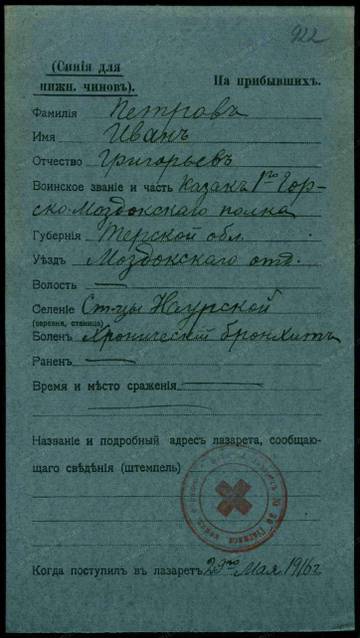 922
(Синія для
нижн. чиновъ).
На прибывшихъ.
Фамилія Петровъ
Имя Иванъ
Отчество Григорьевъ
Воинское званіе и часть Казакъ 1го Гор-
ско-Моздокскаго полка
Губернія Терской обл.
Уѣздъ Моздокскаго отд.
Волость —
Селеніе Ст-цы Наурской
(деревня, станица)
Боленъ Хроническій бронхитъ
Раненъ —
Время и мѣсто сраженія —
Названіе и подробный адресъ лазарета, сообщаю-
щаго свѣдѣнія (штемпель)
Когда поступилъ въ лазаретъ 29го Мая 1916 г